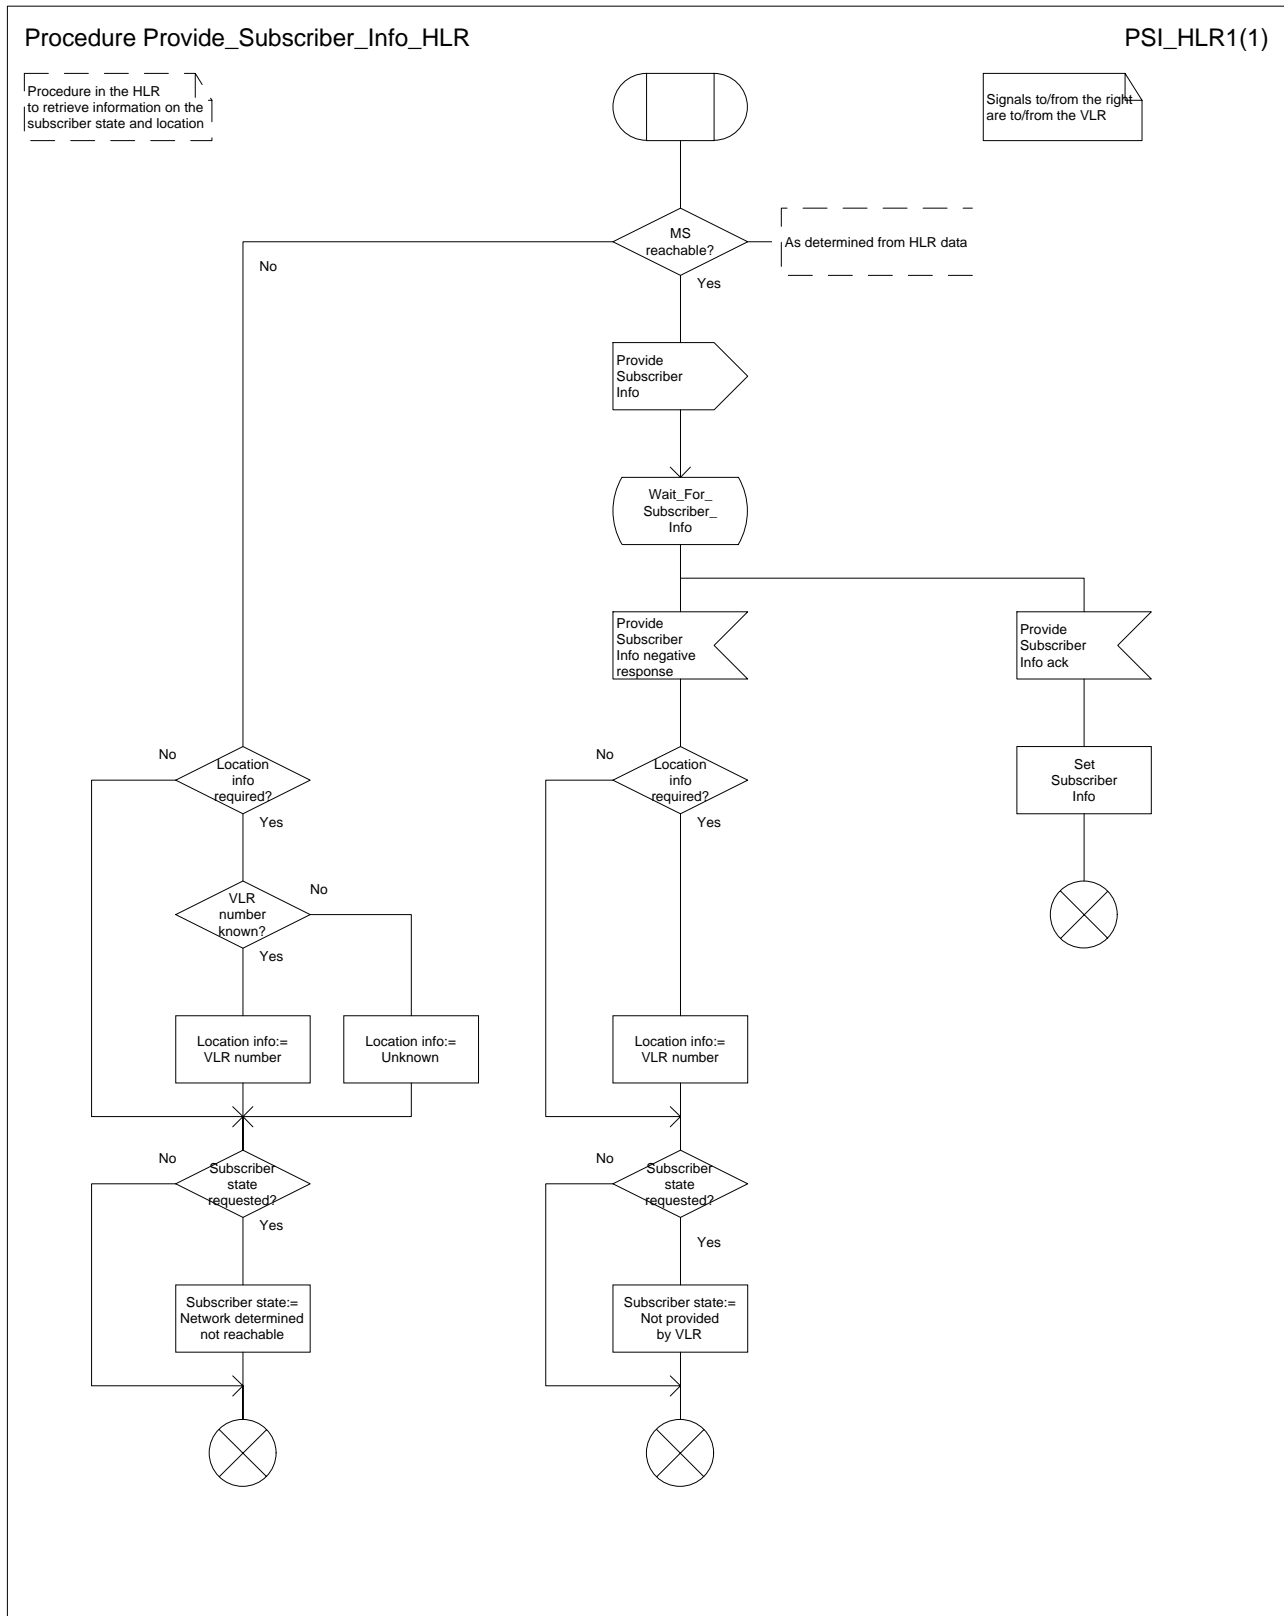 Procedure Provide_Subscriber_Info_HLR
PSI_HLR1(1)
Procedure in the HLR
to retrieve information on the
subscriber state and location
Signals to/from the right
are to/from the VLR
MS
reachable?
As determined from HLR data
No
Yes
Provide
Subscriber
Info
Wait_For_
Subscriber_
Info
Provide
Subscriber
Info negative
response
Provide
Subscriber
Info ack
No
Location
info
required?
Yes
No
Location
info
required?
Yes
Set
Subscriber
Info
VLR
number
known?
No
Yes
Location info:=
VLR number
Location info:=
Unknown
Location info:=
VLR number
No
Subscriber
state
requested?
Yes
No
Subscriber
state
requested?
Yes
Subscriber state:=
Network determined
not reachable
Subscriber state:=
Not provided
by VLR